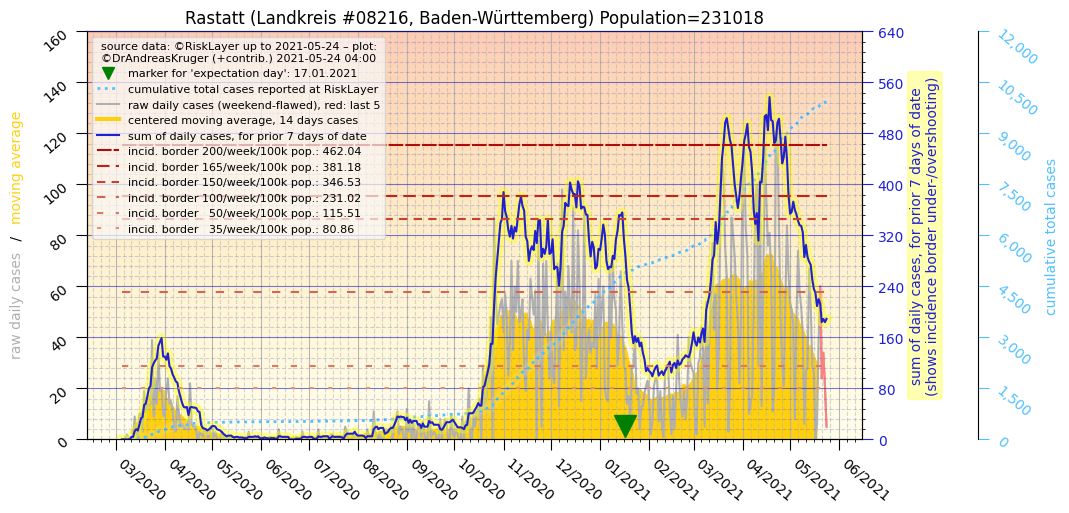 Rastatt (Landkreis #08216, Baden-Württemberg) Population=231018
source data: ©RiskLayer up to 2021-05-24 – plot:
©DrAndreasKruger (+contrib.) 2021-05-24 04:00
marker for 'expectation day': 17.01.2021
cumulative total cases reported at RiskLayer
raw daily cases (weekend-flawed), red: last 5
centered moving average, 14 days cases
sum of daily cases, for prior 7 days of date
incid. border 200/week/100k pop.: 462.04
incid. border 165/week/100k pop.: 381.18
incid. border 150/week/100k pop.: 346.53
incid. border 100/week/100k pop.: 231.02
incid. border   50/week/100k pop.: 115.51
incid. border   35/week/100k pop.: 80.86
raw daily cases / moving average
160
140
120
100
80
60
40
20
0
03/2020
04/2020
05/2020
06/2020
07/2020
08/2020
09/2020
10/2020
11/2020
12/2020
01/2021
02/2021
03/2021
04/2021
05/2021
06/2021
640
560
480
400
320
240
160
80
0
sum of daily cases, for prior 7 days of date
(shows incidence border under-/overshooting)
12,000
10,500
9,000
7,500
6,000
4,500
3,000
1,500
0
cumulative total cases